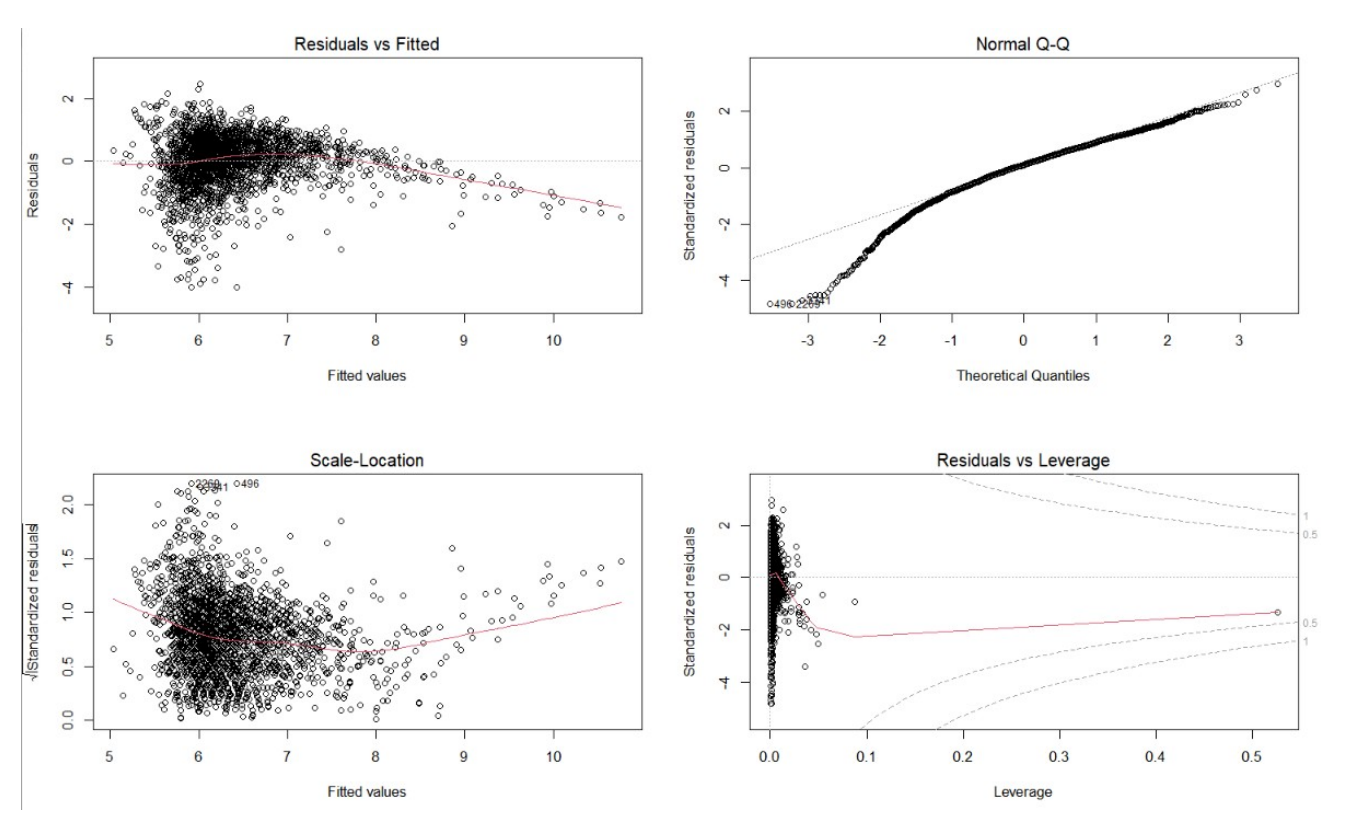 Residuals vs Fitted
Residuals
2
0
-2
-4
5 6 7 8 9 10
Fitted values
Normal Q-Q
Standardized residuals
2
0
-2
-4
496 2269
-3 -2 -1 0 1 2 3
Theoretical Quantiles
Scale-Location
√|Standardized residuals|
2.0
1.5
1.0
0.5
0.0
2269 496
5 6 7 8 9 10
Fitted values
Residuals vs Leverage
Standardized residuals
2
0
-2
-4
1
0.5
0.5
1
0.0 0.1 0.2 0.3 0.4 0.5
Leverage